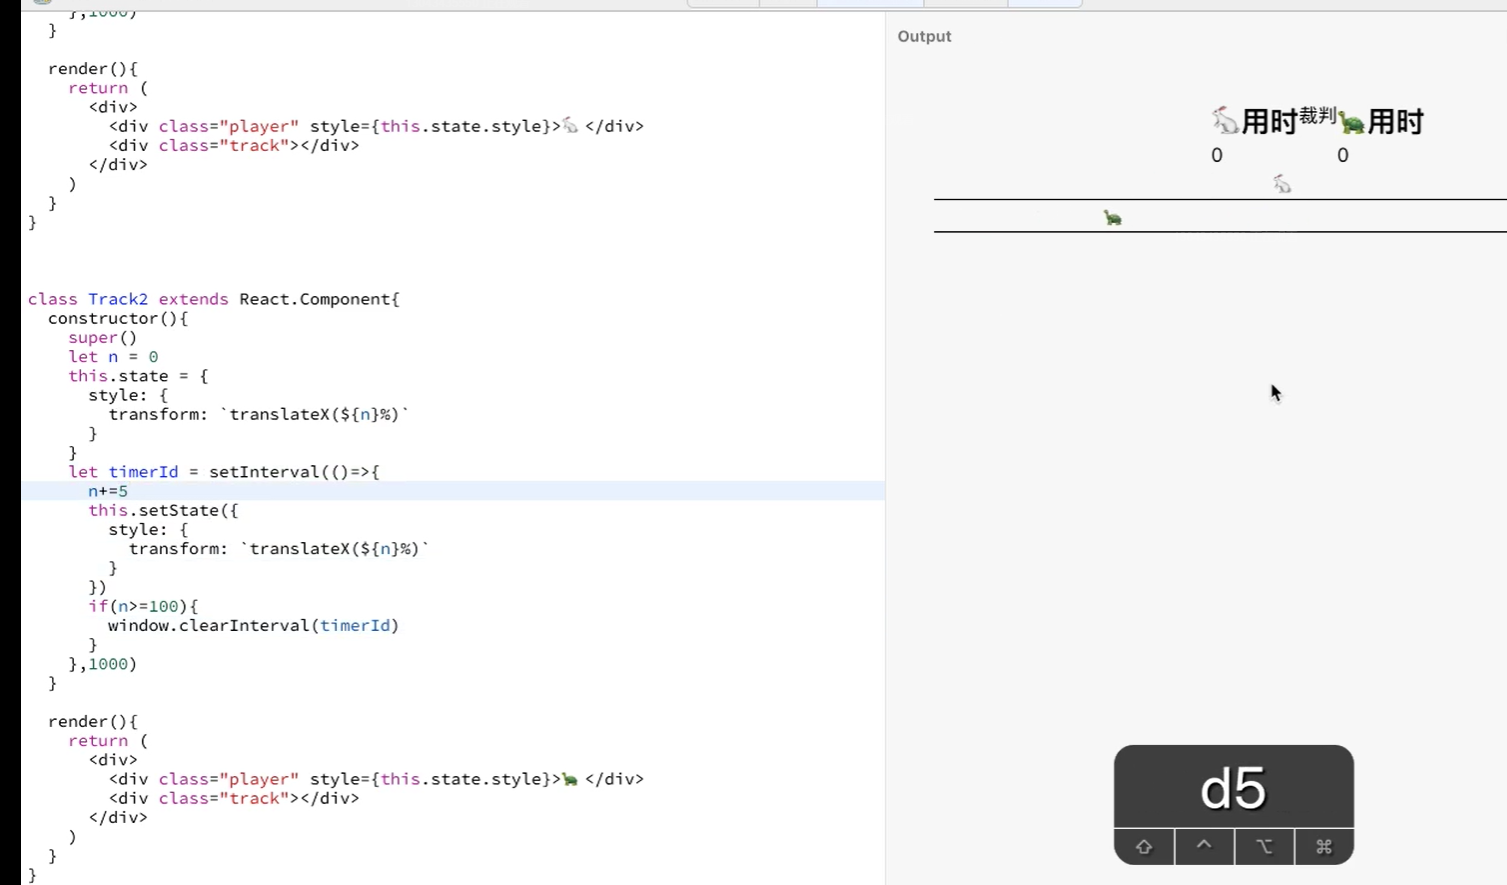 },1000)
}
render(){
return (
<div>
<div class="player" style={this.state.style}>🐇 </div>
<div class="track"></div>
</div>
)
}
}
class Track2 extends React.Component{
constructor(){
super()
let n = 0
this.state = {
style: {
transform: `translateX(${n}%)`
}
}
let timerId = setInterval(()=>{
n+=5
this.setState({
style: {
transform: `translateX(${n}%)`
}
})
if(n>=100){
window.clearInterval(timerId)
}
},1000)
}
render(){
return (
<div>
<div class="player" style={this.state.style}>🐢 </div>
<div class="track"></div>
</div>
)
}
}
Output
🐇用时裁判🐢用时
0 0
🐇
🐢
d5
⇧ ^ ⌥ ⌘